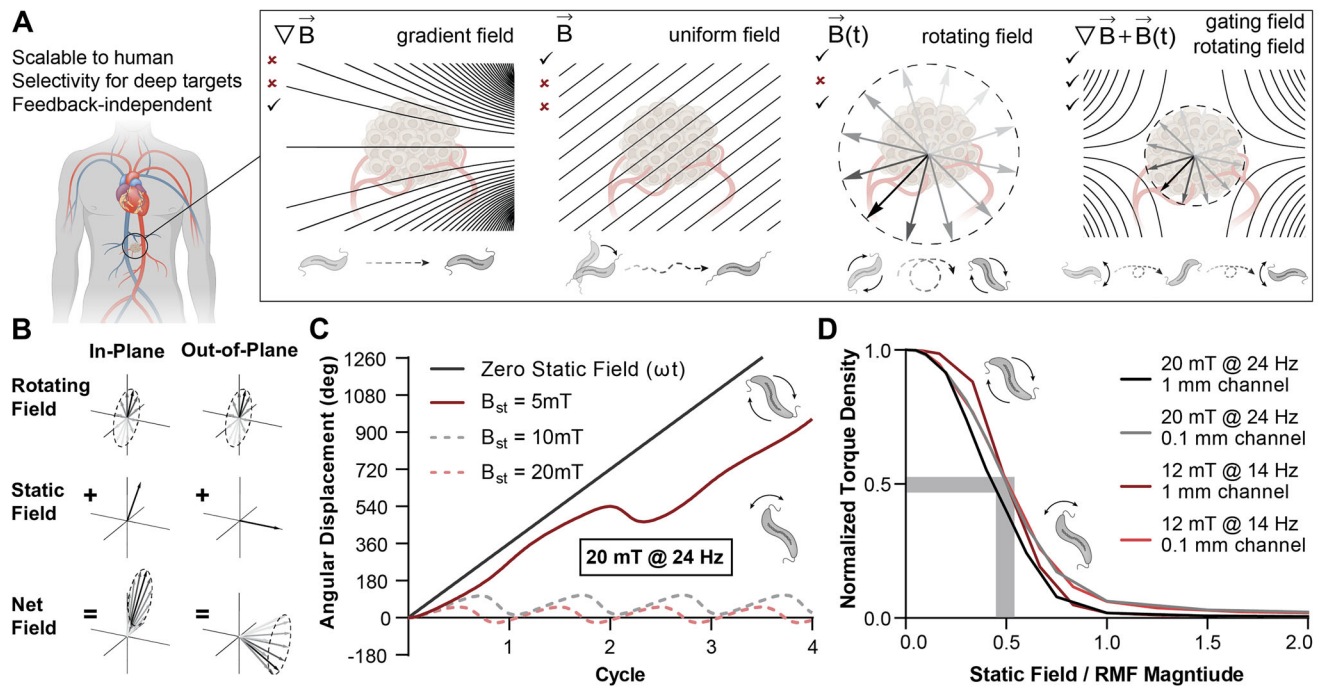 A
Scalable to human
Selectivity for deep targets
Feedback-independent
∇ B⃗
gradient field
✘
✘
✓
B⃗
uniform field
✓
✘
✘
B⃗(t)
rotating field
✓
✘
✓
∇ B⃗ + B⃗(t)
gating field
rotating field
✓
✓
✓
B
In-Plane
Out-of-Plane
Rotating
Field
Static
Field
+
+
Net
Field
=
=
C
Angular Displacement (deg)
1260
1080
900
720
540
360
180
0
-180
Zero Static Field (ωt)
B_st = 5mT
B_st = 10mT
B_st = 20mT
20 mT @ 24 Hz
1
2
3
4
Cycle
D
Normalized Torque Density
1.0
0.5
0.0
20 mT @ 24 Hz
1 mm channel
20 mT @ 24 Hz
0.1 mm channel
12 mT @ 14 Hz
1 mm channel
12 mT @ 14 Hz
0.1 mm channel
0.0
0.5
1.0
1.5
2.0
Static Field / RMF Magntiude